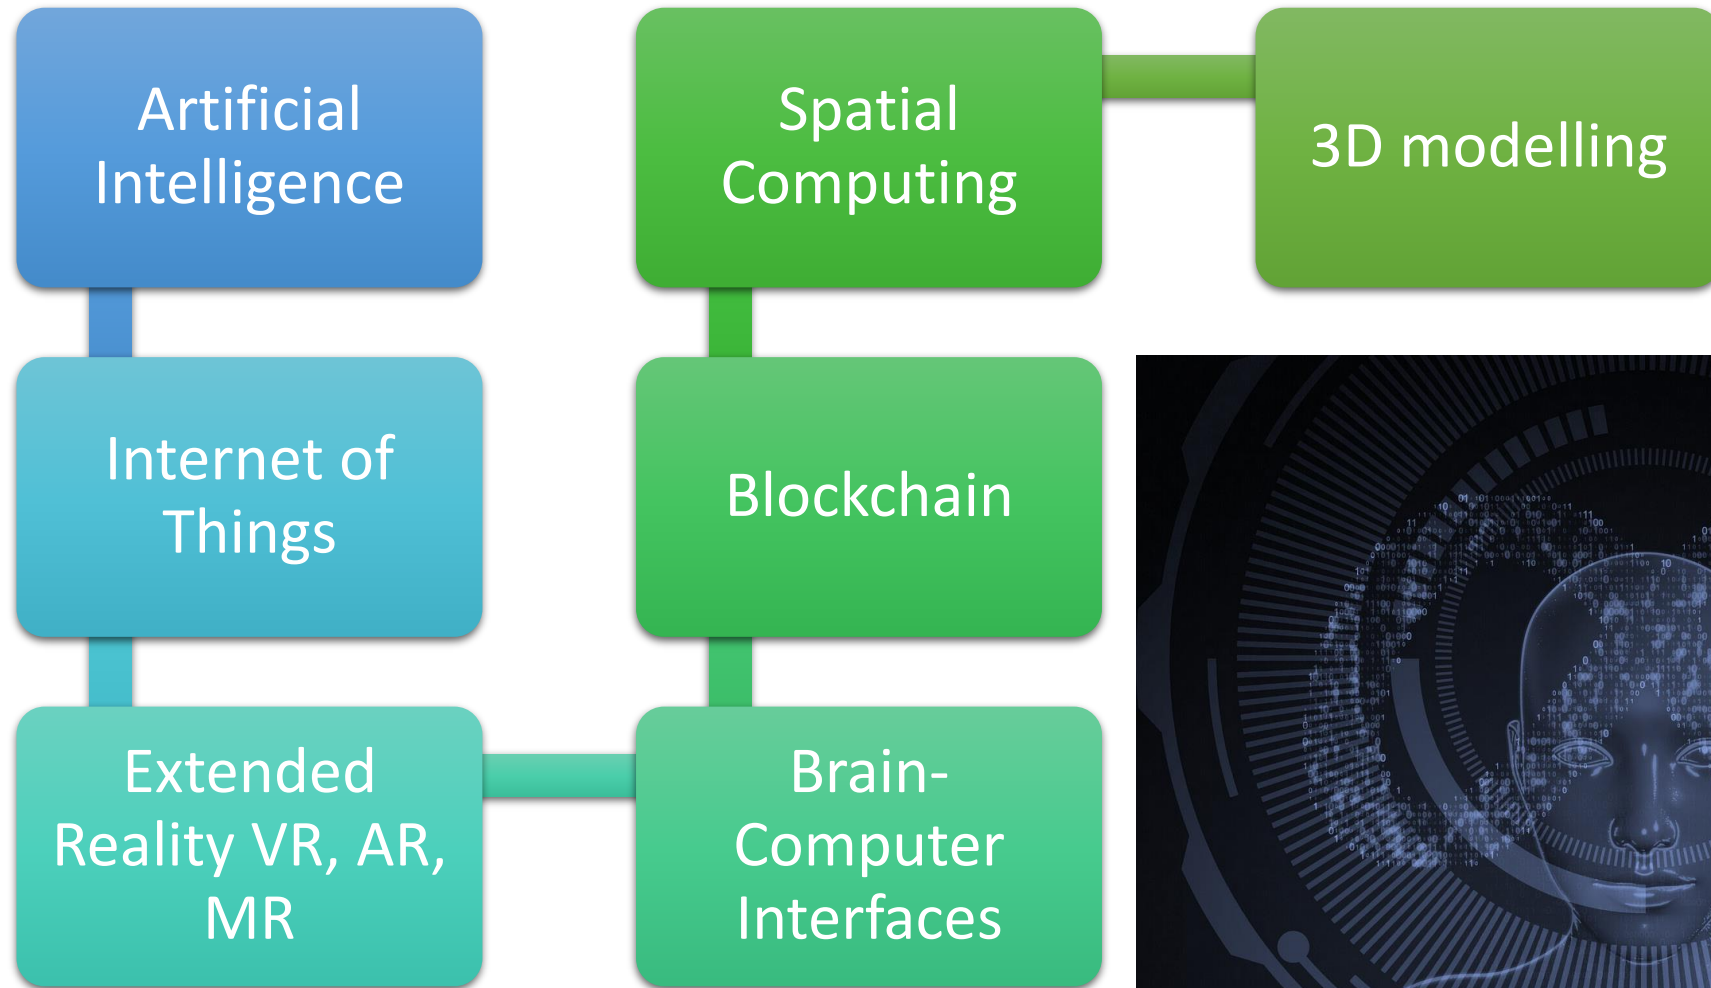 Artificial
Intelligence
Internet of
Things
Extended
Reality VR, AR,
MR
Brain-
Computer
Interfaces
Blockchain
Spatial
Computing
3D modelling